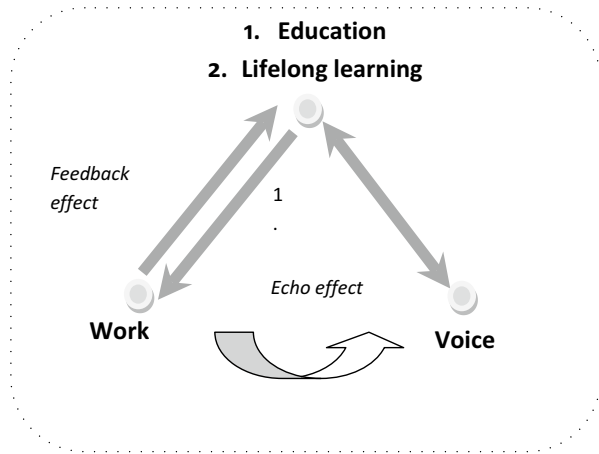 1. Education
2. Lifelong learning
Feedback
effect
1
.
Echo effect
Work
Voice